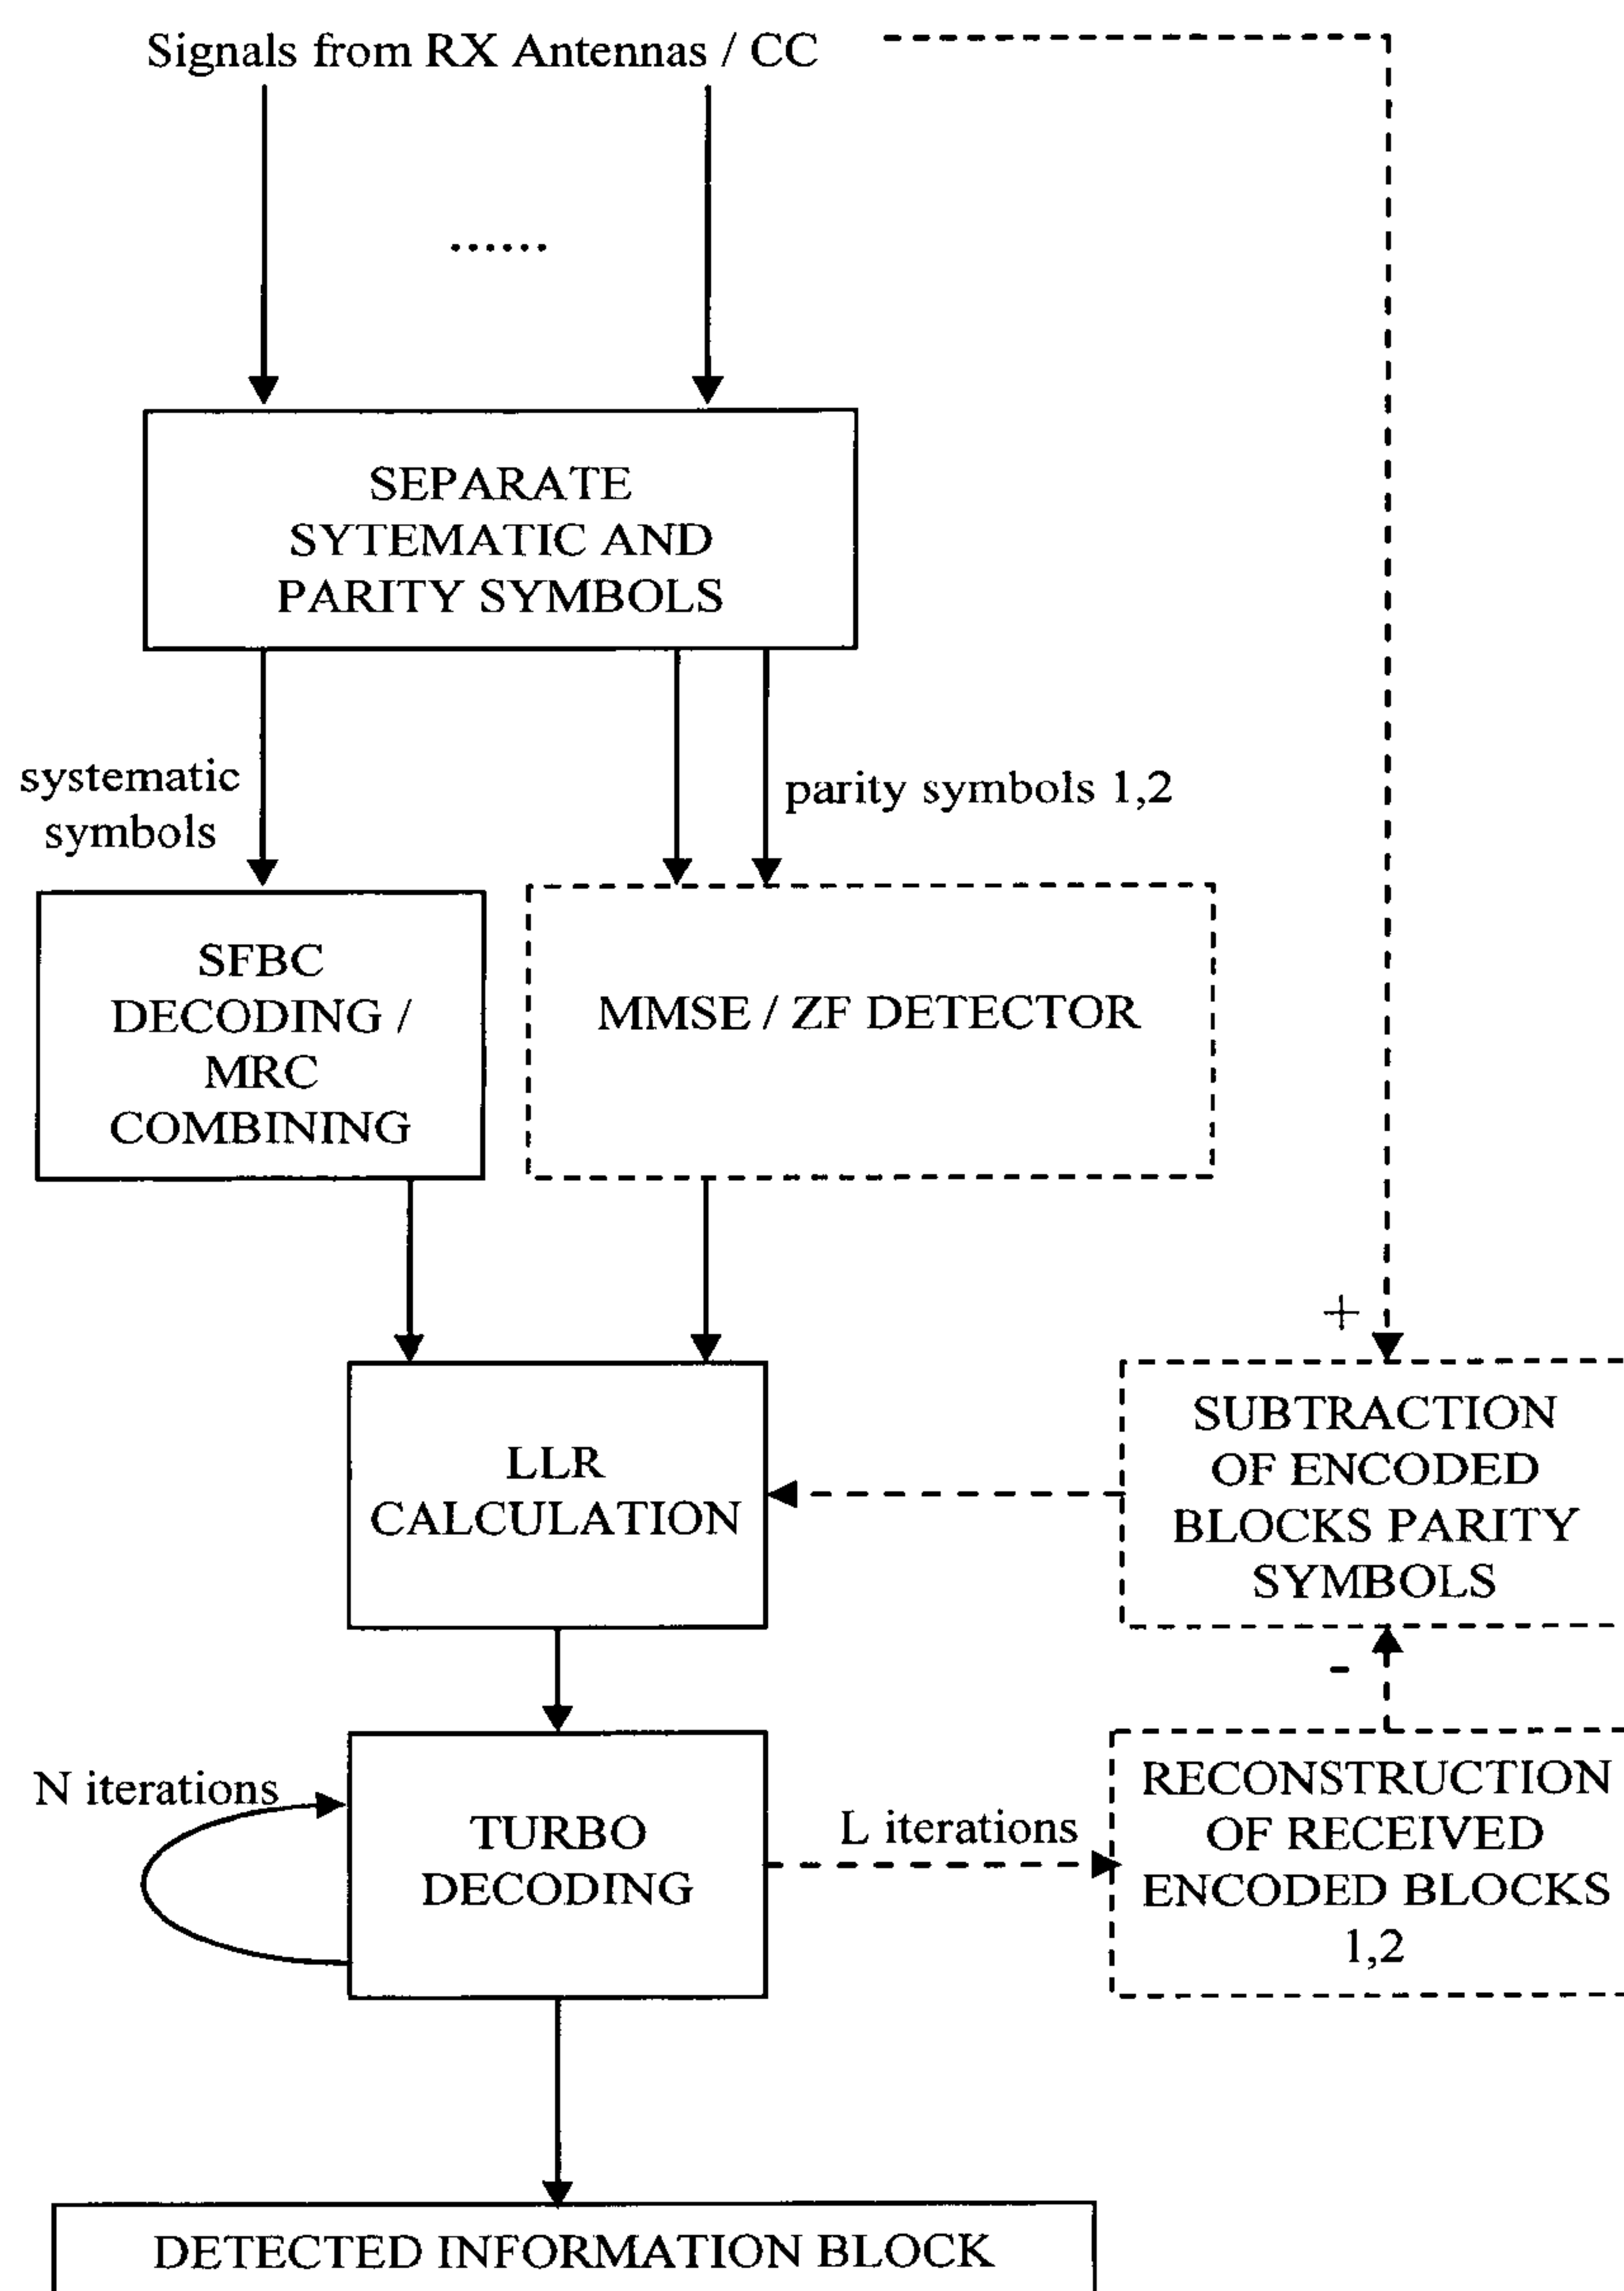 Signals from RX Antennas / CC
......
SEPARATE
SYTEMATIC AND
PARITY SYMBOLS
systematic
symbols
parity symbols 1,2
SFBC
DECODING /
MRC
COMBINING
MMSE / ZF DETECTOR
+
LLR
CALCULATION
SUBTRACTION
OF ENCODED
BLOCKS PARITY
SYMBOLS
-
N iterations
TURBO
DECODING
L iterations
RECONSTRUCTION
OF RECEIVED
ENCODED BLOCKS
1,2
DETECTED INFORMATION BLOCK